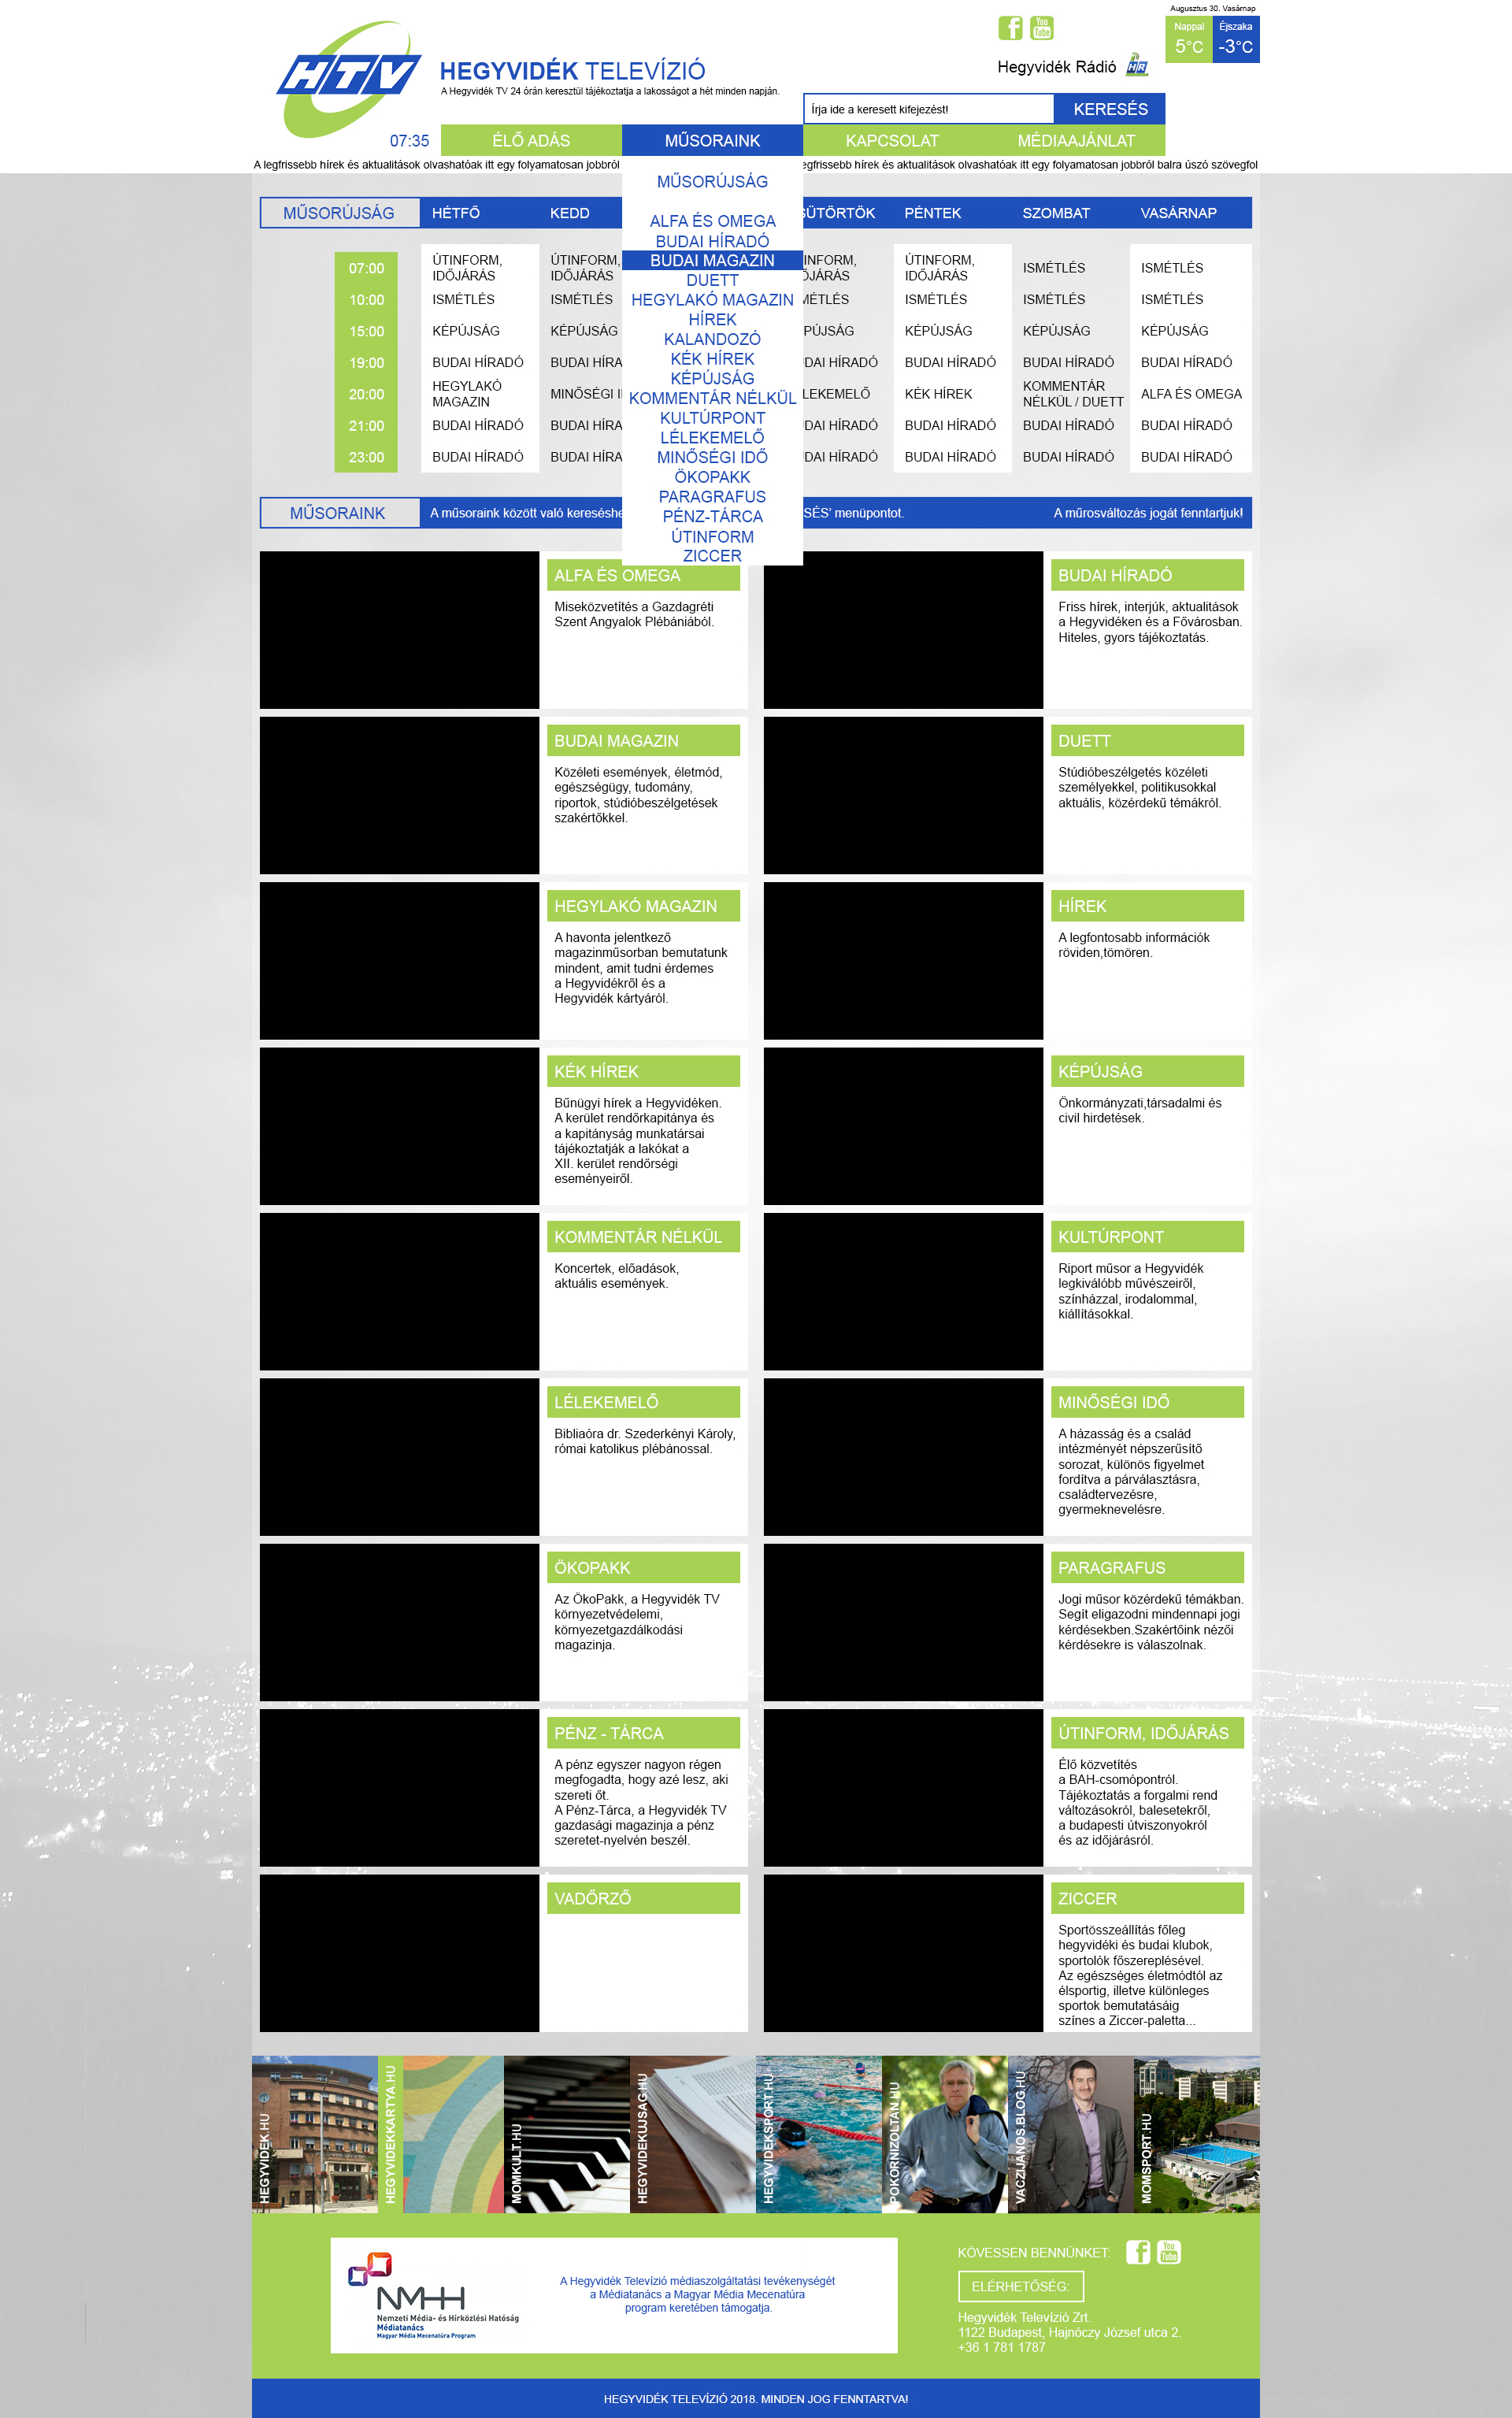 Augusztus 30. Vasárnap
Nappal
5°C
Éjszaka
-3°C
HTV
HEGYVIDÉK TELEVÍZIÓ
A Hegyvidék TV 24 órán keresztül tájékoztatja a lakosságot a hét minden napján.
You Tube
Hegyvidék Rádió
HR
Írja ide a keresett kifejezést!
KERESÉS
07:35
ÉLŐ ADÁS
MŰSORAINK
KAPCSOLAT
MÉDIAAJÁNLAT
A legfrissebb hírek és aktualitások olvashatóak itt egy folyamatosan jobbról
egfrissebb hírek és aktualitások olvashatóak itt egy folyamatosan jobbról balra úszó szövegfol
MŰSORÚJSÁG
ALFA ÉS OMEGA
BUDAI HÍRADÓ
BUDAI MAGAZIN
DUETT
HEGYLAKÓ MAGAZIN
HÍREK
KALANDOZÓ
KÉK HÍREK
KÉPÚJSÁG
KOMMENTÁR NÉLKÜL
KULTÚRPONT
LÉLEKEMELŐ
MINŐSÉGI IDŐ
ÖKOPAKK
PARAGRAFUS
PÉNZ-TÁRCA
ÚTINFORM
ZICCER
MŰSORÚJSÁG
HÉTFŐ
KEDD
SÜTÖRTÖK
PÉNTEK
SZOMBAT
VASÁRNAP
07:00
ÚTINFORM,
IDŐJÁRÁS
ÚTINFORM,
IDŐJÁRÁS
INFORM,
ŐJÁRÁS
ÚTINFORM,
IDŐJÁRÁS
ISMÉTLÉS
ISMÉTLÉS
10:00
ISMÉTLÉS
ISMÉTLÉS
MÉTLÉS
ISMÉTLÉS
ISMÉTLÉS
ISMÉTLÉS
15:00
KÉPÚJSÁG
KÉPÚJSÁG
PÚJSÁG
KÉPÚJSÁG
KÉPÚJSÁG
KÉPÚJSÁG
19:00
BUDAI HÍRADÓ
BUDAI HÍRA
DAI HÍRADÓ
BUDAI HÍRADÓ
BUDAI HÍRADÓ
BUDAI HÍRADÓ
20:00
HEGYLAKÓ
MAGAZIN
MINŐSÉGI I
LEKEMELŐ
KÉK HÍREK
KOMMENTÁR
NÉLKÜL / DUETT
ALFA ÉS OMEGA
21:00
BUDAI HÍRADÓ
BUDAI HÍRA
DAI HÍRADÓ
BUDAI HÍRADÓ
BUDAI HÍRADÓ
BUDAI HÍRADÓ
23:00
BUDAI HÍRADÓ
BUDAI HÍRA
DAI HÍRADÓ
BUDAI HÍRADÓ
BUDAI HÍRADÓ
BUDAI HÍRADÓ
MŰSORAINK
A műsoraink között való kereséshe
SÉS' menüpontot.
A műrosváltozás jogát fenntartjuk!
ALFA ÉS OMEGA
Miseközvetítés a Gazdagréti
Szent Angyalok Plébániából.
BUDAI HÍRADÓ
Friss hírek, interjúk, aktualitások
a Hegyvidéken és a Fővárosban.
Hiteles, gyors tájékoztatás.
BUDAI MAGAZIN
Közéleti események, életmód,
egészségügy, tudomány,
riportok, stúdióbeszélgetések
szakértőkkel.
DUETT
Stúdióbeszélgetés közéleti
személyekkel, politikusokkal
aktuális, közérdekű témákról.
HEGYLAKÓ MAGAZIN
A havonta jelentkező
magazinműsorban bemutatunk
mindent, amit tudni érdemes
a Hegyvidékről és a
Hegyvidék kártyáról.
HÍREK
A legfontosabb információk
röviden,tömören.
KÉK HÍREK
Bűnügyi hírek a Hegyvidéken.
A kerület rendőrkapitánya és
a kapitányság munkatársai
tájékoztatják a lakókat a
XII. kerület rendőrségi
eseményeiről.
KÉPÚJSÁG
Önkormányzati,társadalmi és
civil hirdetések.
KOMMENTÁR NÉLKÜL
Koncertek, előadások,
aktuális események.
KULTÚRPONT
Riport műsor a Hegyvidék
legkiválóbb művészeiről,
színházzal, irodalommal,
kiállításokkal.
LÉLEKEMELŐ
Bibliaóra dr. Szederkényi Károly,
római katolikus plébánossal.
MINŐSÉGI IDŐ
A házasság és a család
intézményét népszerűsítő
sorozat, különös figyelmet
fordítva a párválasztásra,
családtervezésre,
gyermeknevelésre.
ÖKOPAKK
Az ÖkoPakk, a Hegyvidék TV
környezetvédelemi,
környezetgazdálkodási
magazinja.
PARAGRAFUS
Jogi műsor közérdekű témákban.
Segít eligazodni mindennapi jogi
kérdésekben.Szakértőink nézői
kérdésekre is válaszolnak.
PÉNZ - TÁRCA
A pénz egyszer nagyon régen
megfogadta, hogy azé lesz, aki
szereti őt.
A Pénz-Tárca, a Hegyvidék TV
gazdasági magazinja a pénz
szeretet-nyelvén beszél.
ÚTINFORM, IDŐJÁRÁS
Élő közvetítés
a BAH-csomópontról.
Tájékoztatás a forgalmi rend
változásokról, balesetekről,
a budapesti útviszonyokról
és az időjárásról.
VADŐRZŐ
ZICCER
Sportösszeállítás főleg
hegyvidéki és budai klubok,
sportolók főszereplésével.
Az egészséges életmódtól az
élsportig, illetve különleges
sportok bemutatásáig
színes a Ziccer-paletta...
HEGYVIDEK.HU
HEGYVIDEKKARTYA.HU
MOMKULT.HU
HEGYVIDEKUJSAG.HU
HEGYVIDEKSPORT.HU
POKORNIZOLTAN.HU
VACZIJANOS.BLOG.HU
MOMSPORT.HU
NMHH
Nemzeti Média- és Hírközlési Hatóság
Médiatanács
Magyar Média Mecenatúra Program
A Hegyvidék Televízió médiaszolgáltatási tevékenységét
a Médiatanács a Magyar Média Mecenatúra
program keretében támogatja.
KÖVESSEN BENNÜNKET:
You Tube
ELÉRHETŐSÉG:
Hegyvidék Televízió Zrt.
1122 Budapest, Hajnóczy József utca 2.
+36 1 781 1787
HEGYVIDÉK TELEVÍZIÓ 2018. MINDEN JOG FENNTARTVA!